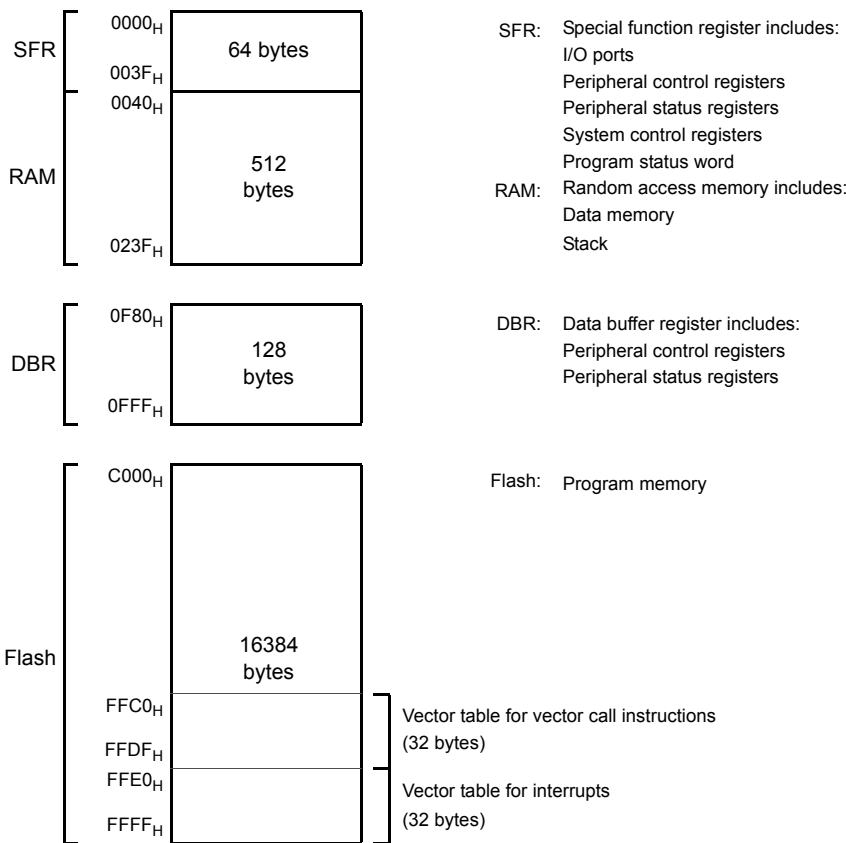 SFR
0000H
003FH
64 bytes
RAM
0040H
023FH
512
bytes
DBR
0F80H
0FFFH
128
bytes
Flash
C000H
16384
bytes
FFC0H
FFDFH
FFE0H
FFFFH
Vector table for vector call instructions
(32 bytes)
Vector table for interrupts
(32 bytes)
SFR: Special function register includes:
I/O ports
Peripheral control registers
Peripheral status registers
System control registers
Program status word
RAM: Random access memory includes:
Data memory
Stack
DBR: Data buffer register includes:
Peripheral control registers
Peripheral status registers
Flash: Program memory